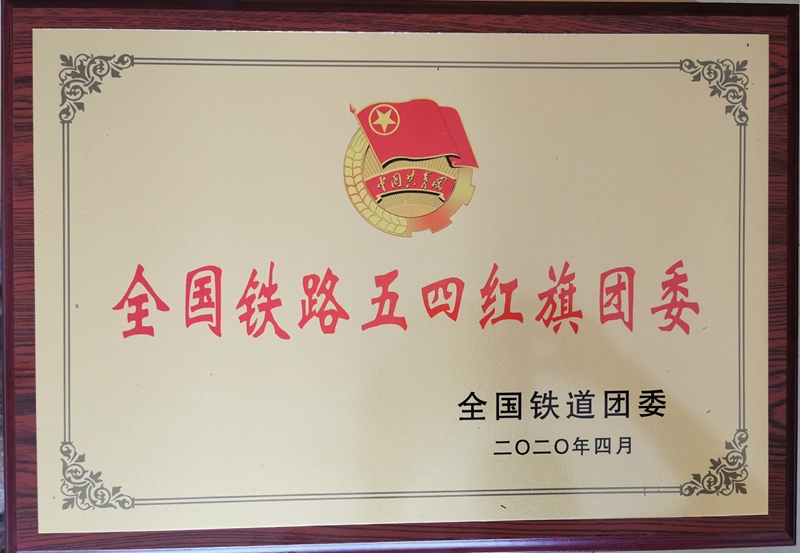 中国共青团
全国铁路五四红旗团委
全国铁道团委
二〇二〇年四月